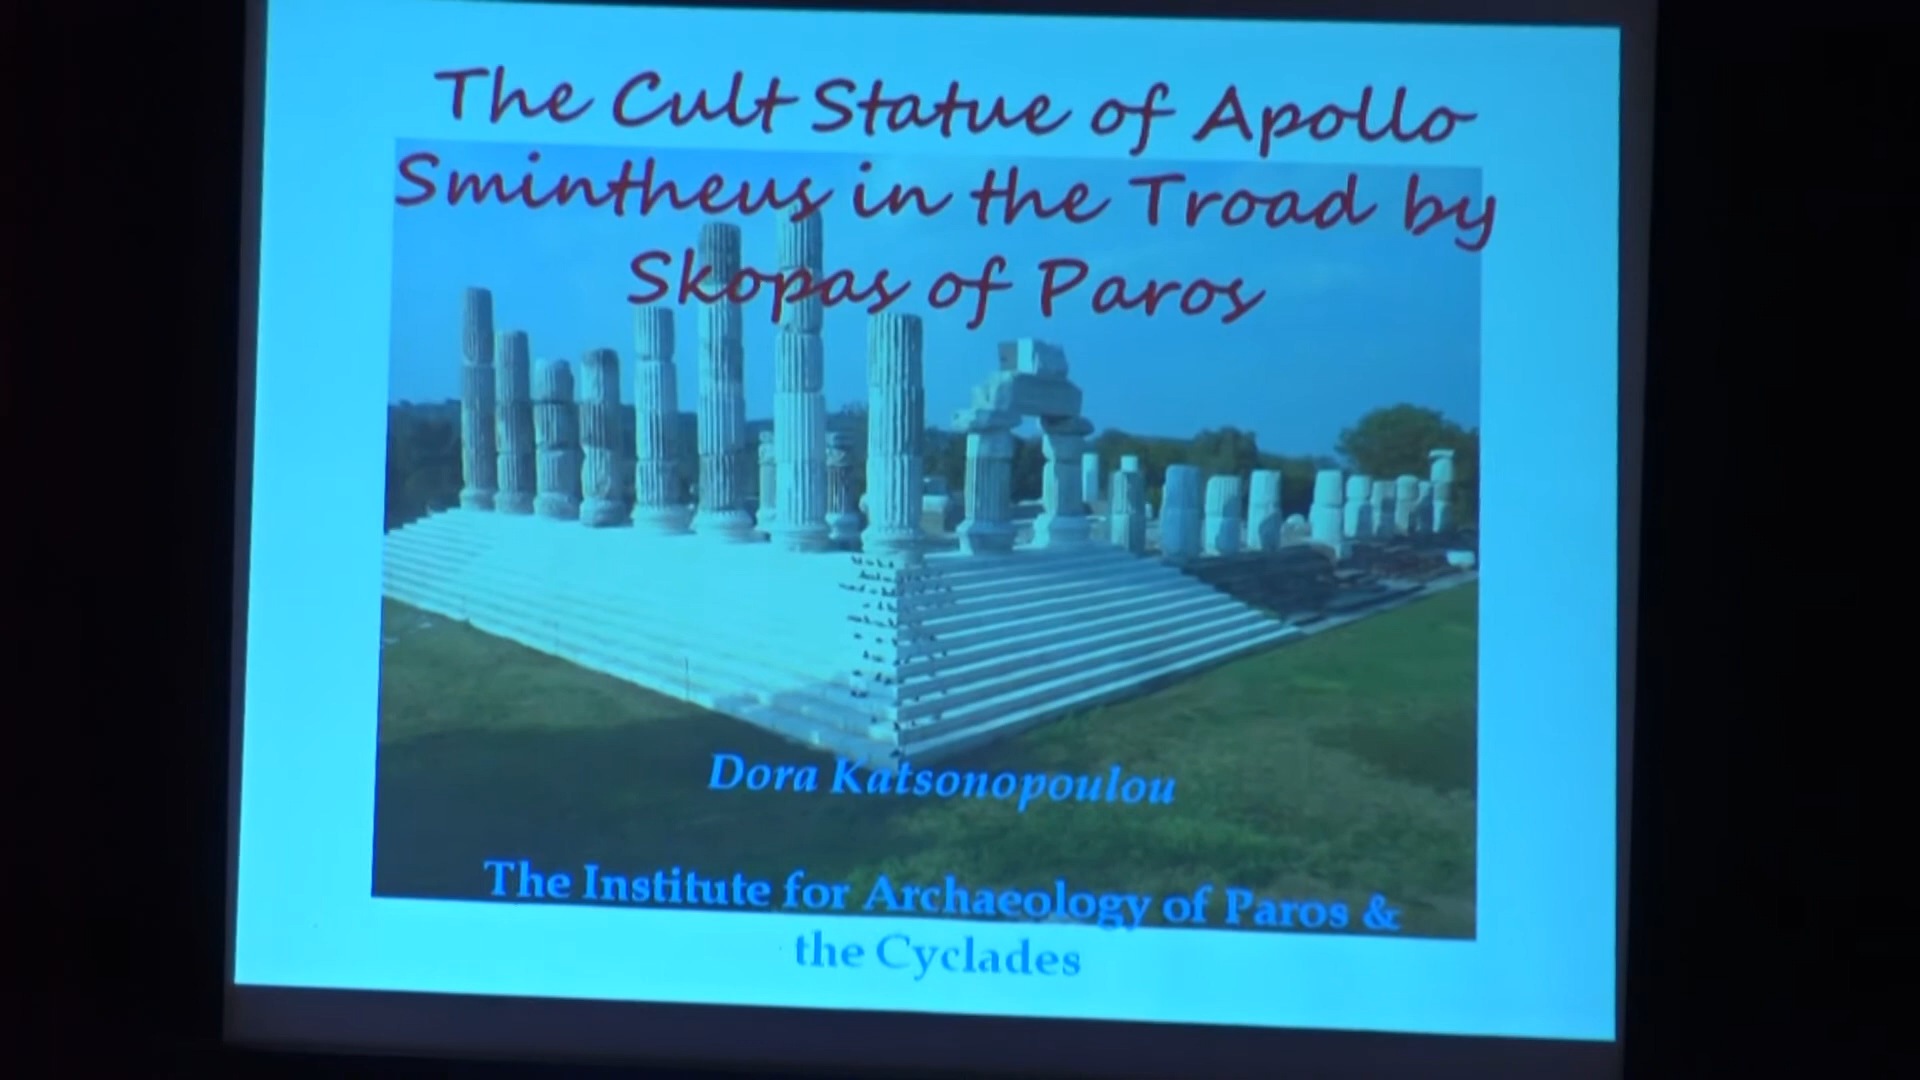 The Cult Statue of Apollo
Smintheus in the Troad by
Skopas of Paros
Dora Katsonopoulou
The Institute for Archaeology of Paros &
the Cyclades